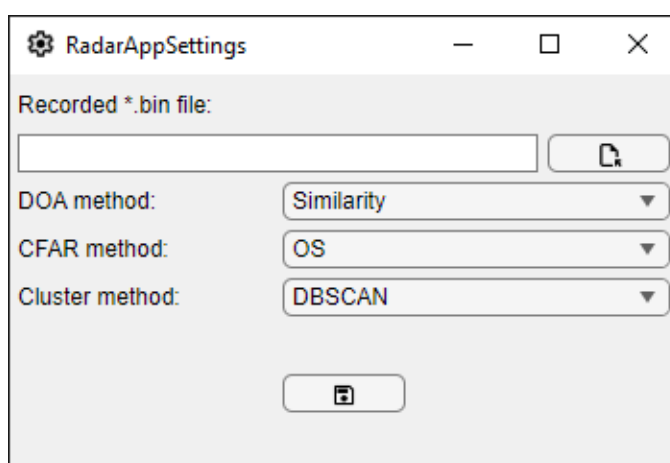 RadarAppSettings
Recorded *.bin file:
DOA method: Similarity
CFAR method: OS
Cluster method: DBSCAN